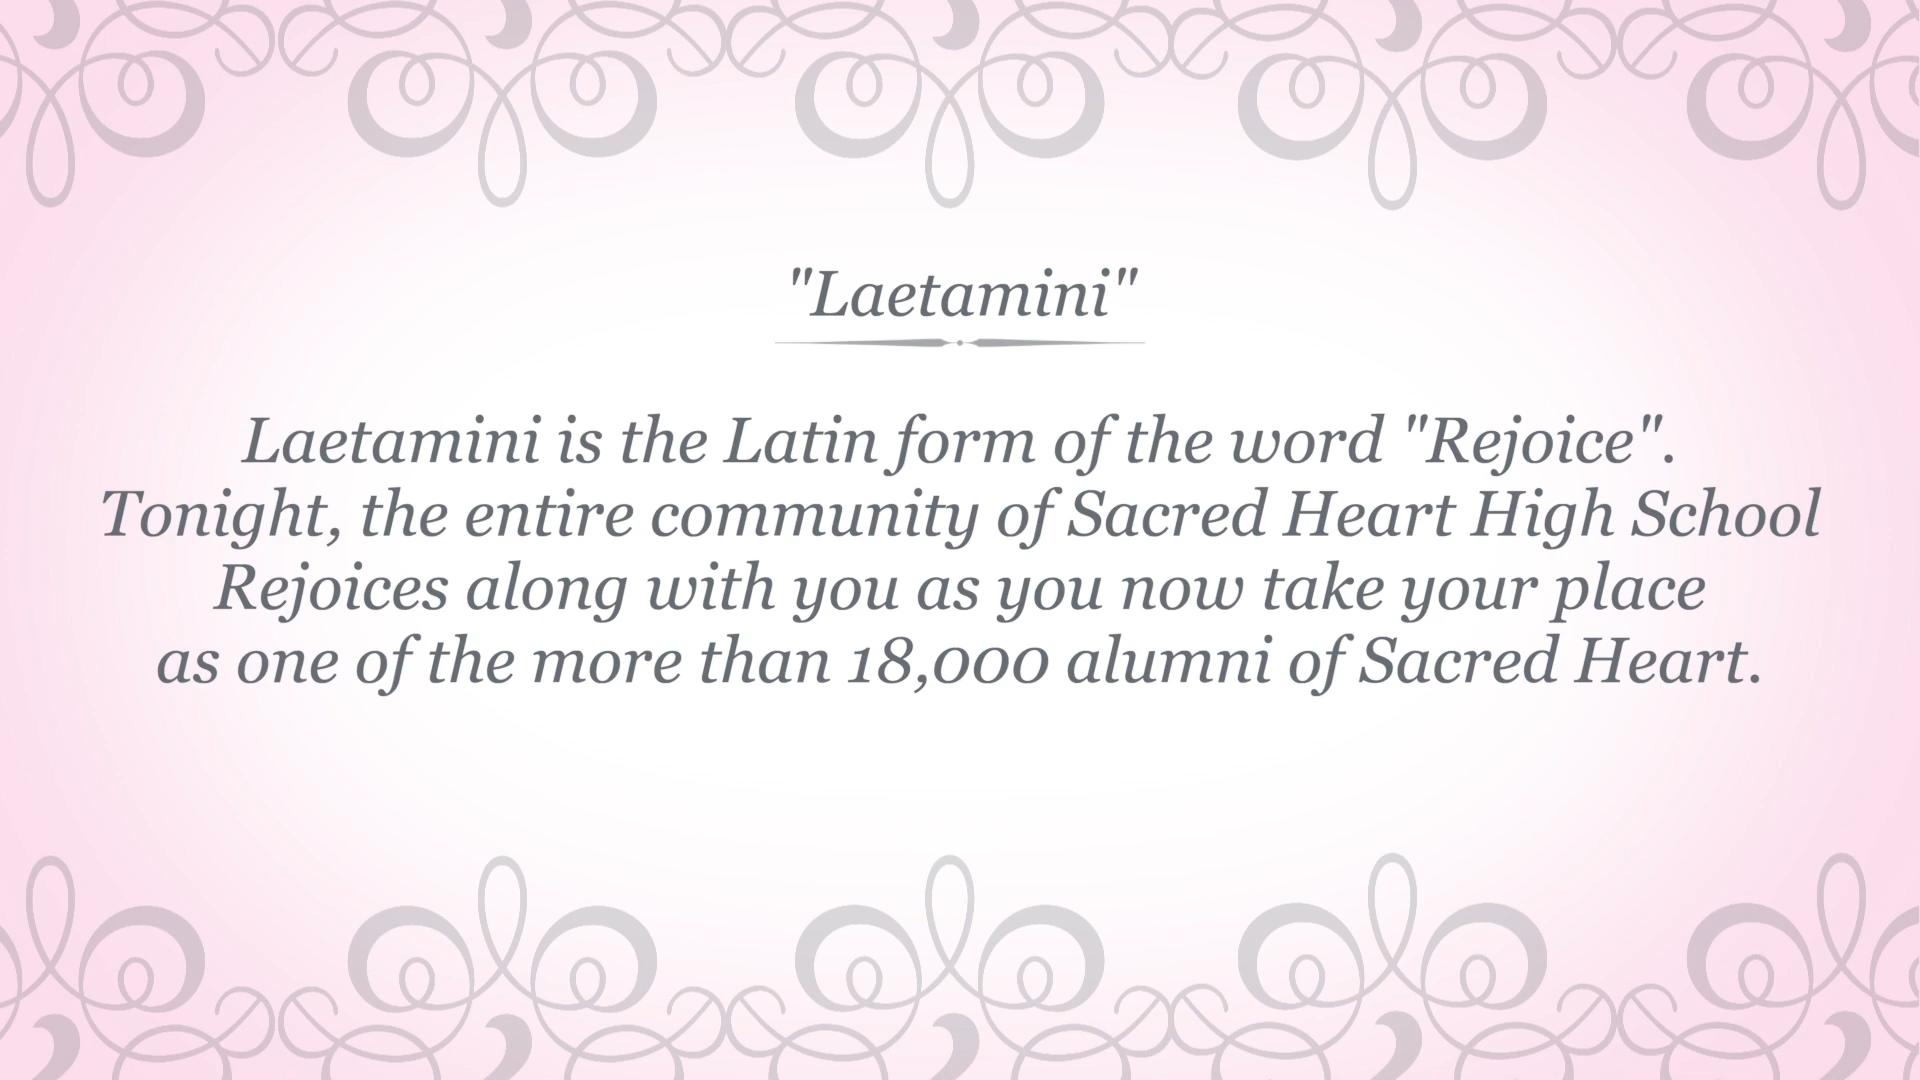 "Laetamini"
Laetamini is the Latin form of the word "Rejoice".
Tonight, the entire community of Sacred Heart High School
Rejoices along with you as you now take your place
as one of the more than 18,000 alumni of Sacred Heart.